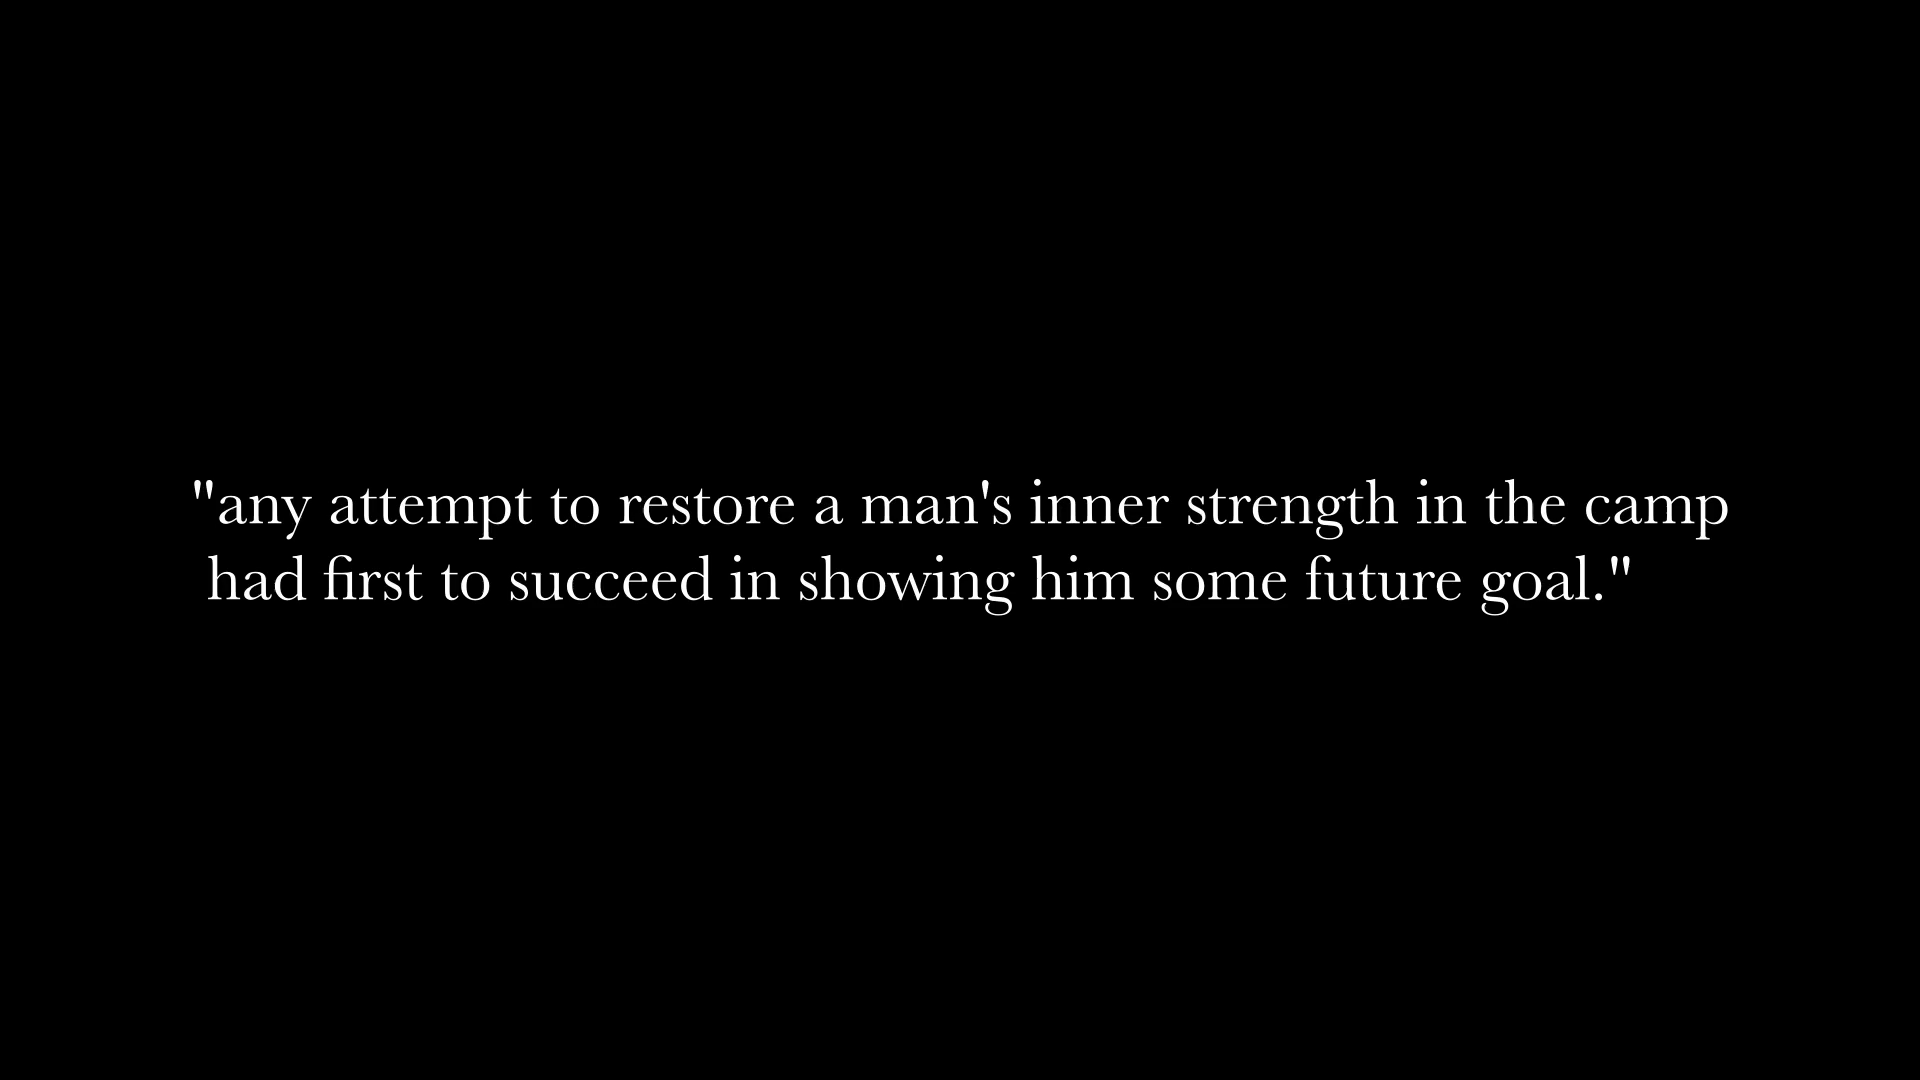 "any attempt to restore a man's inner strength in the camp
had first to succeed in showing him some future goal."